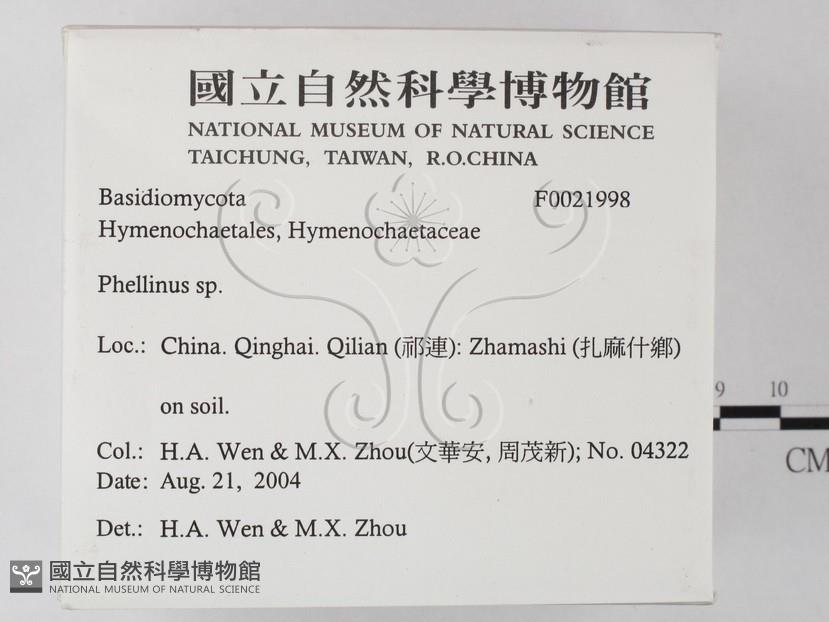 國立自然科學博物館
NATIONAL MUSEUM OF NATURAL SCIENCE
TAICHUNG, TAIWAN, R.O.CHINA
Basidiomycota F0021998
Hymenochaetales, Hymenochaetaceae
Phellinus sp.
Loc.: China. Qinghai. Qilian (祁連): Zhamashi (扎麻什鄉)
on soil.
Col.: H.A. Wen & M.X. Zhou(文華安, 周茂新); No. 04322
Date: Aug. 21, 2004
Det.: H.A. Wen & M.X. Zhou
9 10
CM
國立自然科學博物館
NATIONAL MUSEUM OF NATURAL SCIENCE